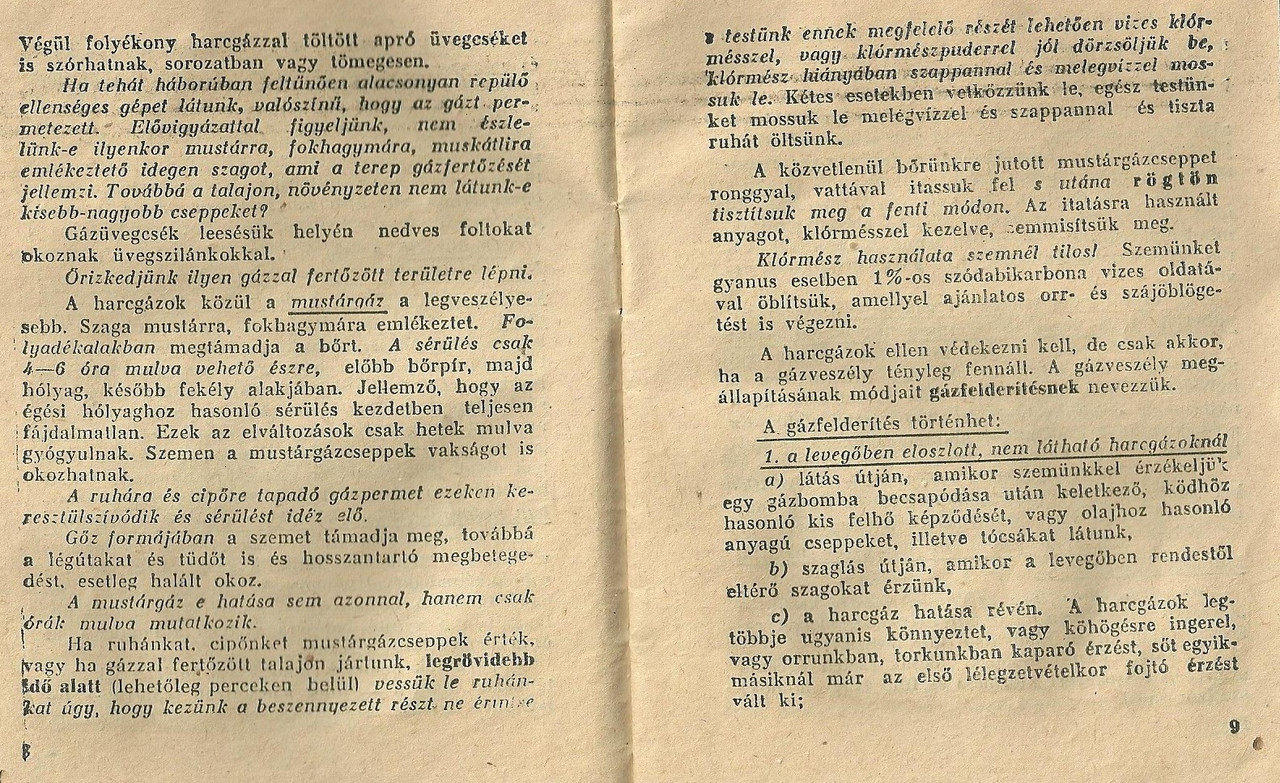 Végül folyékony harcgázzal töltött apró üvegcséket
is szórhatnak, sorozatban vagy tömegesen.
Ha tehát háborúban feltünően alacsonyan repülő
ellenséges gépet látunk, valószínű, hogy az gázt per-
metezett. Elővigyázattal figyeljünk, nem észle-
lünk-e ilyenkor mustárra, fokhagymára, muskátlira
emlékeztető idegen szagot, ami a terep gázfertőzését
jellemzi. Továbbá a talajon, növényzeten nem látunk-e
kisebb-nagyobb cseppeket?
Gázüvegcsék leesésük helyén nedves foltokat
okoznak üvegszilánkokkal.
Őrizkedjünk ilyen gázzal fertőzött területre lépni.
A harcgázok közül a mustárgáz a legveszélye-
sebb. Szaga mustárra, fokhagymára emlékeztet. Fo-
lyadékalakban megtámadja a bőrt. A sérülés csak
4—6 óra mulva vehető észre, előbb bőrpír, majd
hólyag, később fekély alakjában. Jellemző, hogy az
égési hólyaghoz hasonló sérülés kezdetben teljesen
fájdalmatlan. Ezek az elváltozások csak hetek mulva
gyógyulnak. Szemen a mustárgázcseppek vakságot is
okozhatnak.
A ruhára és cipőre tapadó gázpermet ezeken ke-
resztülszívódik és sérülést idéz elő.
Gőz formájában a szemet támadja meg, továbbá
a légútakat és tüdőt is és hosszantartó megbetege-
dést, esetleg halált okoz.
A mustárgáz e hatása sem azonnal, hanem csak
órák mulva mutatkozik.
Ha ruhánkat, cipőnket mustárgázcseppek érték,
vagy ha gázzal fertőzött talajon jártunk, legrövidebb
idő alatt (lehetőleg perceken belül) vessük le ruhán-
kat úgy, hogy kezünk a beszennyezett részt ne érintse
8
s testünk ennek megfelelő részét lehetően vizes klór-
mésszel, vagy klórmészpuderrel jól dörzsöljük be,
klórmész hiányában szappannal és melegvízzel mos-
suk le. Kétes esetekben vetkőzzünk le, egész testün-
ket mossuk le melegvízzel és szappannal és tiszta
ruhát öltsünk.
A közvetlenül bőrünkre jutott mustárgázcseppet
ronggyal, vattával itassuk fel s utána rögtön
tisztítsuk meg a fenti módon. Az itatásra használt
anyagot, klórmésszel kezelve, semmisítsük meg.
Klórmész használata szemnél tilos! Szemünket
gyanus esetben 1%-os szódabikarbona vizes oldatá-
val öblítsük, amellyel ajánlatos orr- és szájöblöge-
tést is végezni.
A harcgázok ellen védekezni kell, de csak akkor,
ha a gázveszély tényleg fennáll. A gázveszély meg-
állapításának módjait gázfelderítésnek nevezzük.
A gázfelderítés történhet:
1. a levegőben eloszlott, nem látható harcgázoknál
a) látás útján, amikor szemünkkel érzékeljük
egy gázbomba becsapódása után keletkező, ködhöz
hasonló kis felhő képződését, vagy olajhoz hasonló
anyagú cseppeket, illetve tócsákat látunk,
b) szaglás útján, amikor a levegőben rendestől
eltérő szagokat érzünk,
c) a harcgáz hatása révén. A harcgázok leg-
többje ugyanis könnyeztet, vagy köhögésre ingerel,
vagy orrunkban, torkunkban kaparó érzést, sőt egyik-
másiknál már az első lélegzetvételkor fojtó érzést
vált ki;
9